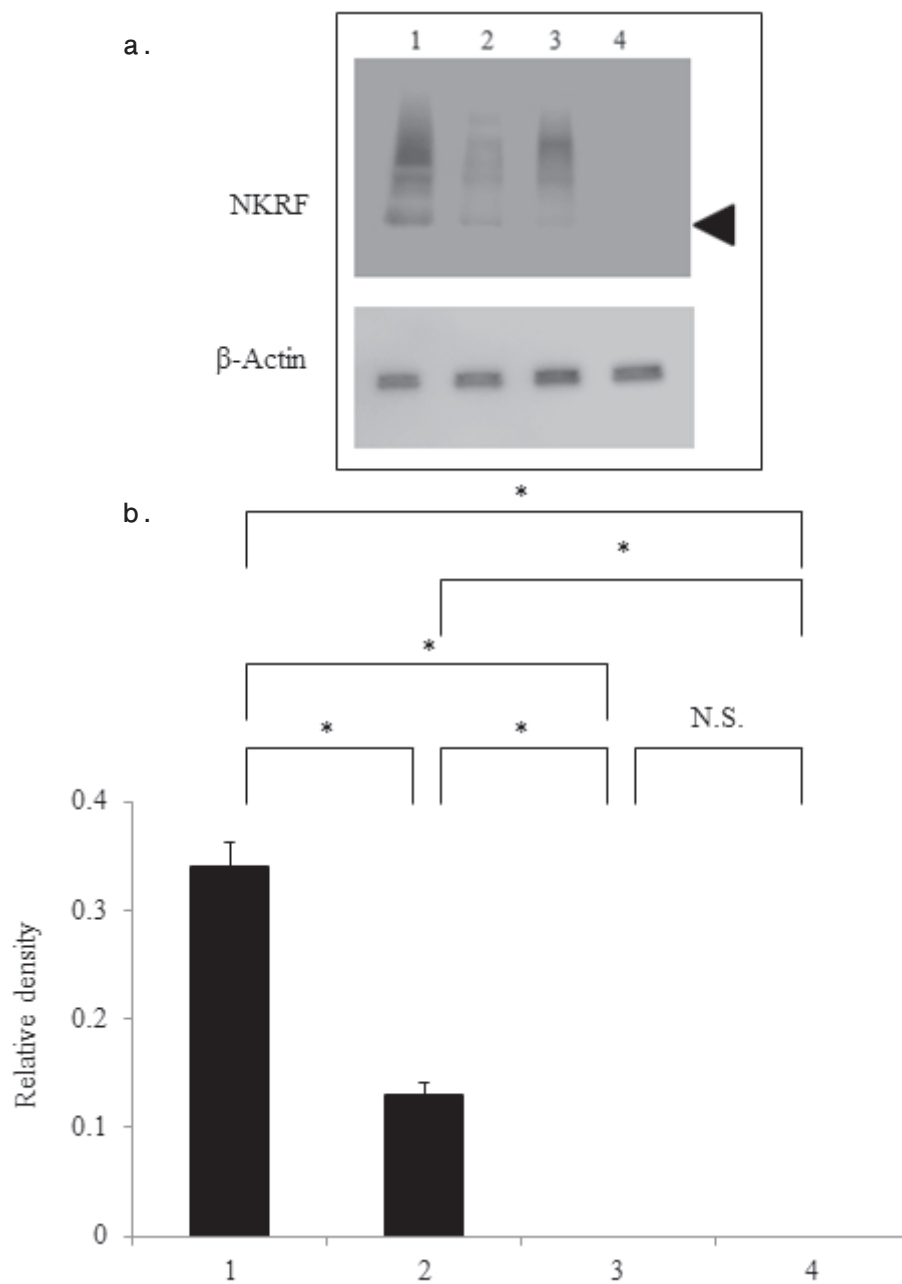 a.
1 2 3 4
NKRF
β-Actin
b.
*
*
*
N.S.
* *
0.4
0.3
0.2
0.1
0
Relative density
1 2 3 4